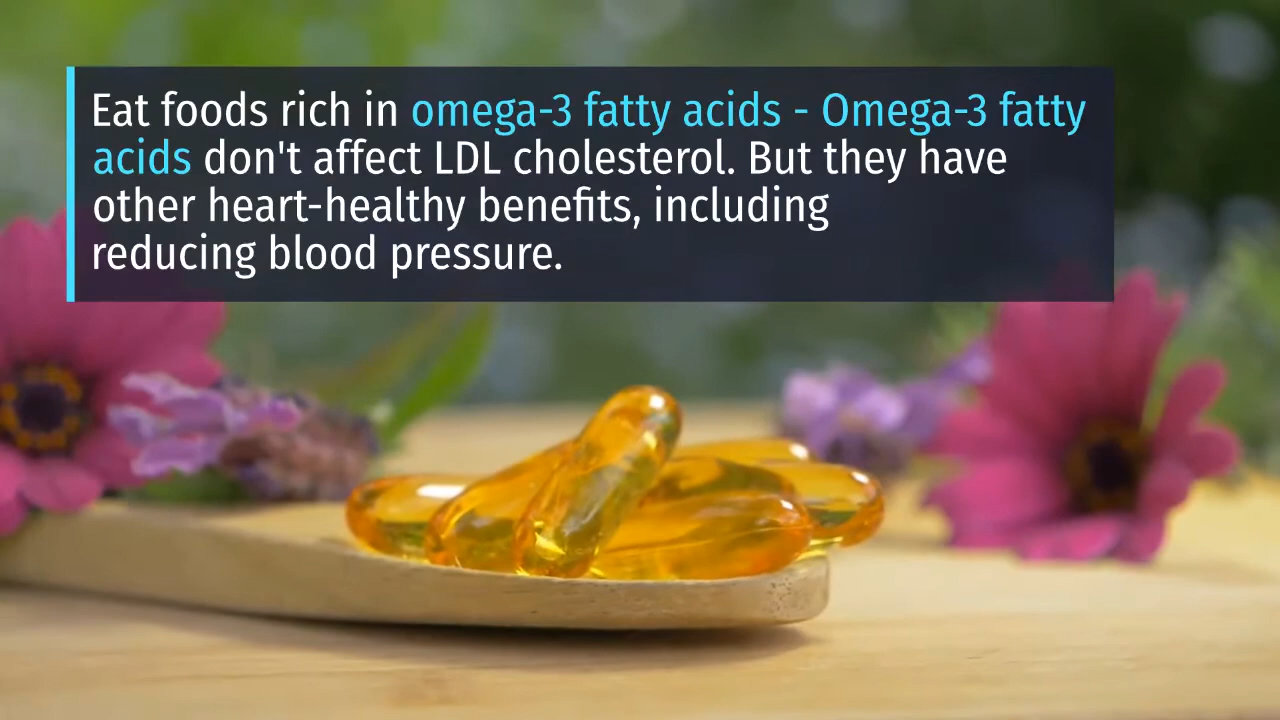 Eat foods rich in omega-3 fatty acids - Omega-3 fatty
acids don't affect LDL cholesterol. But they have
other heart-healthy benefits, including
reducing blood pressure.